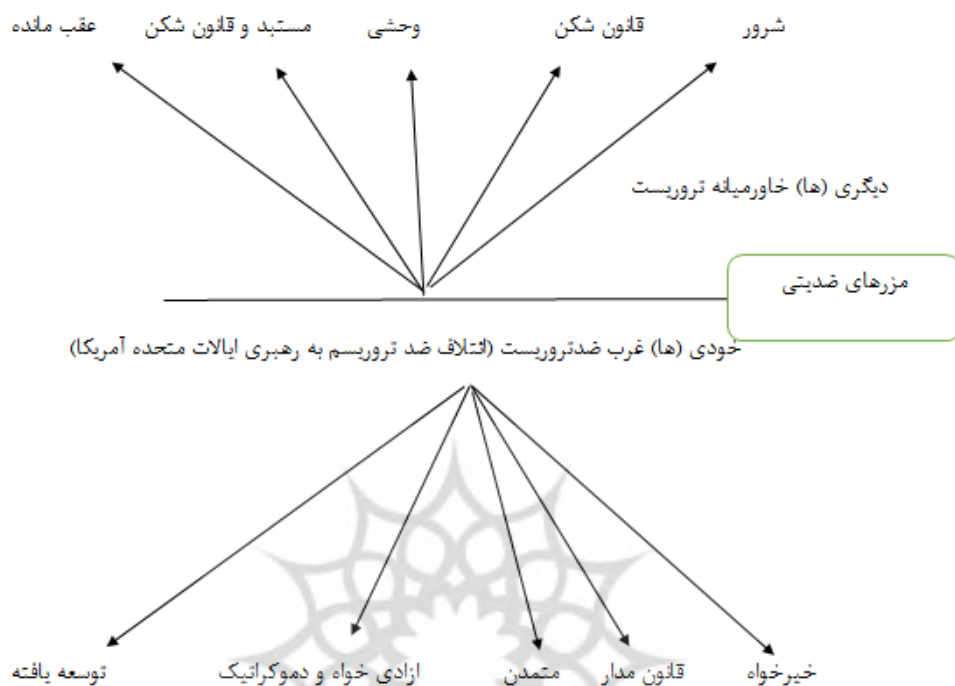 شرور قانون شکن وحشی مستبد و قانون شکن عقب مانده
دیگری (ها) خاورمیانه تروریست
مزرهای ضدیتی
خودی (ها) غرب ضدتروریست (ائتلاف ضد تروریسم به رهبری ایالات متحده آمریکا)
خیرخواه قانون مدار متمدن ازادی خواه و دموکراتیک توسعه یافته